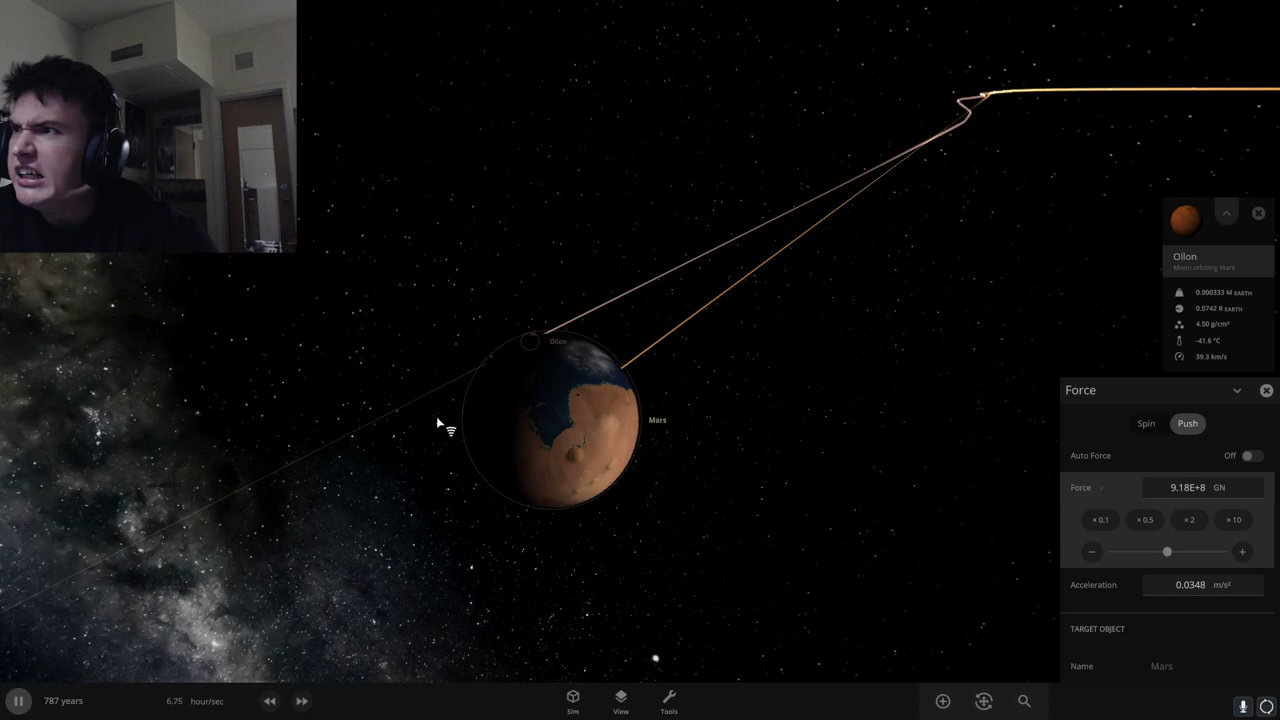 Ollon
Mars
Ollon
Moon orbiting Mars
0.000333 M EARTH
0.0742 R EARTH
4.50 g/cm³
-41.6 °C
39.3 km/s
Force
Spin
Push
Auto Force
Off
Force
9.18E+8 GN
× 0.1
× 0.5
× 2
× 10
Acceleration
0.0348 m/s²
TARGET OBJECT
Name
Mars
787 years
6.75 hour/sec
Sim
View
Tools